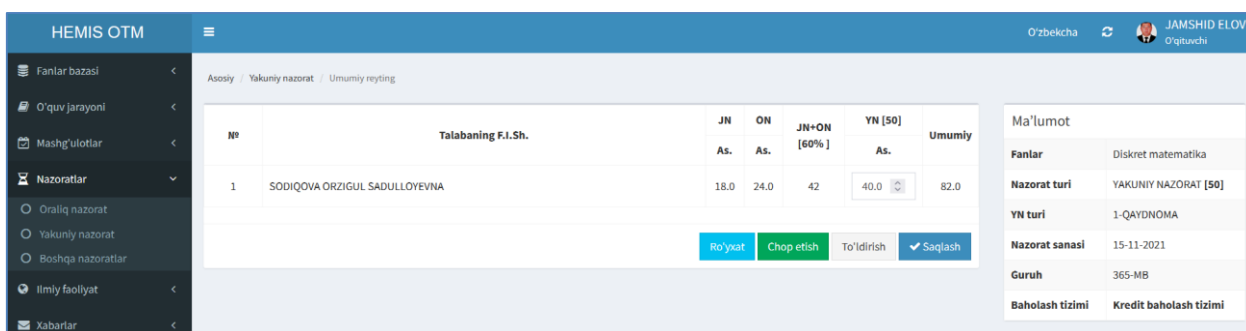 HEMIS OTM
O'zbekcha
JAMSHID ELOV
O'qituvchi
Fanlar bazasi
O'quv jarayoni
Mashg'ulotlar
Nazoratlar
Oraliq nazorat
Yakuniy nazorat
Boshqa nazoratlar
Ilmiy faoliyat
Xabarlar
Asosiy / Yakuniy nazorat / Umumiy reyting
№ Talabaning F.I.Sh. JN ON JN+ON [60% ] YN [50] Umumiy
As. As. As.
1 SODIQOVA ORZIGUL SADULLOYEVNA 18.0 24.0 42 40.0 82.0
Ro'yxat Chop etish To'ldirish Saqlash
Ma'lumot
Fanlar Diskret matematika
Nazorat turi YAKUNIY NAZORAT [50]
YN turi 1-QAYDNOMA
Nazorat sanasi 15-11-2021
Guruh 365-MB
Baholash tizimi Kredit baholash tizimi